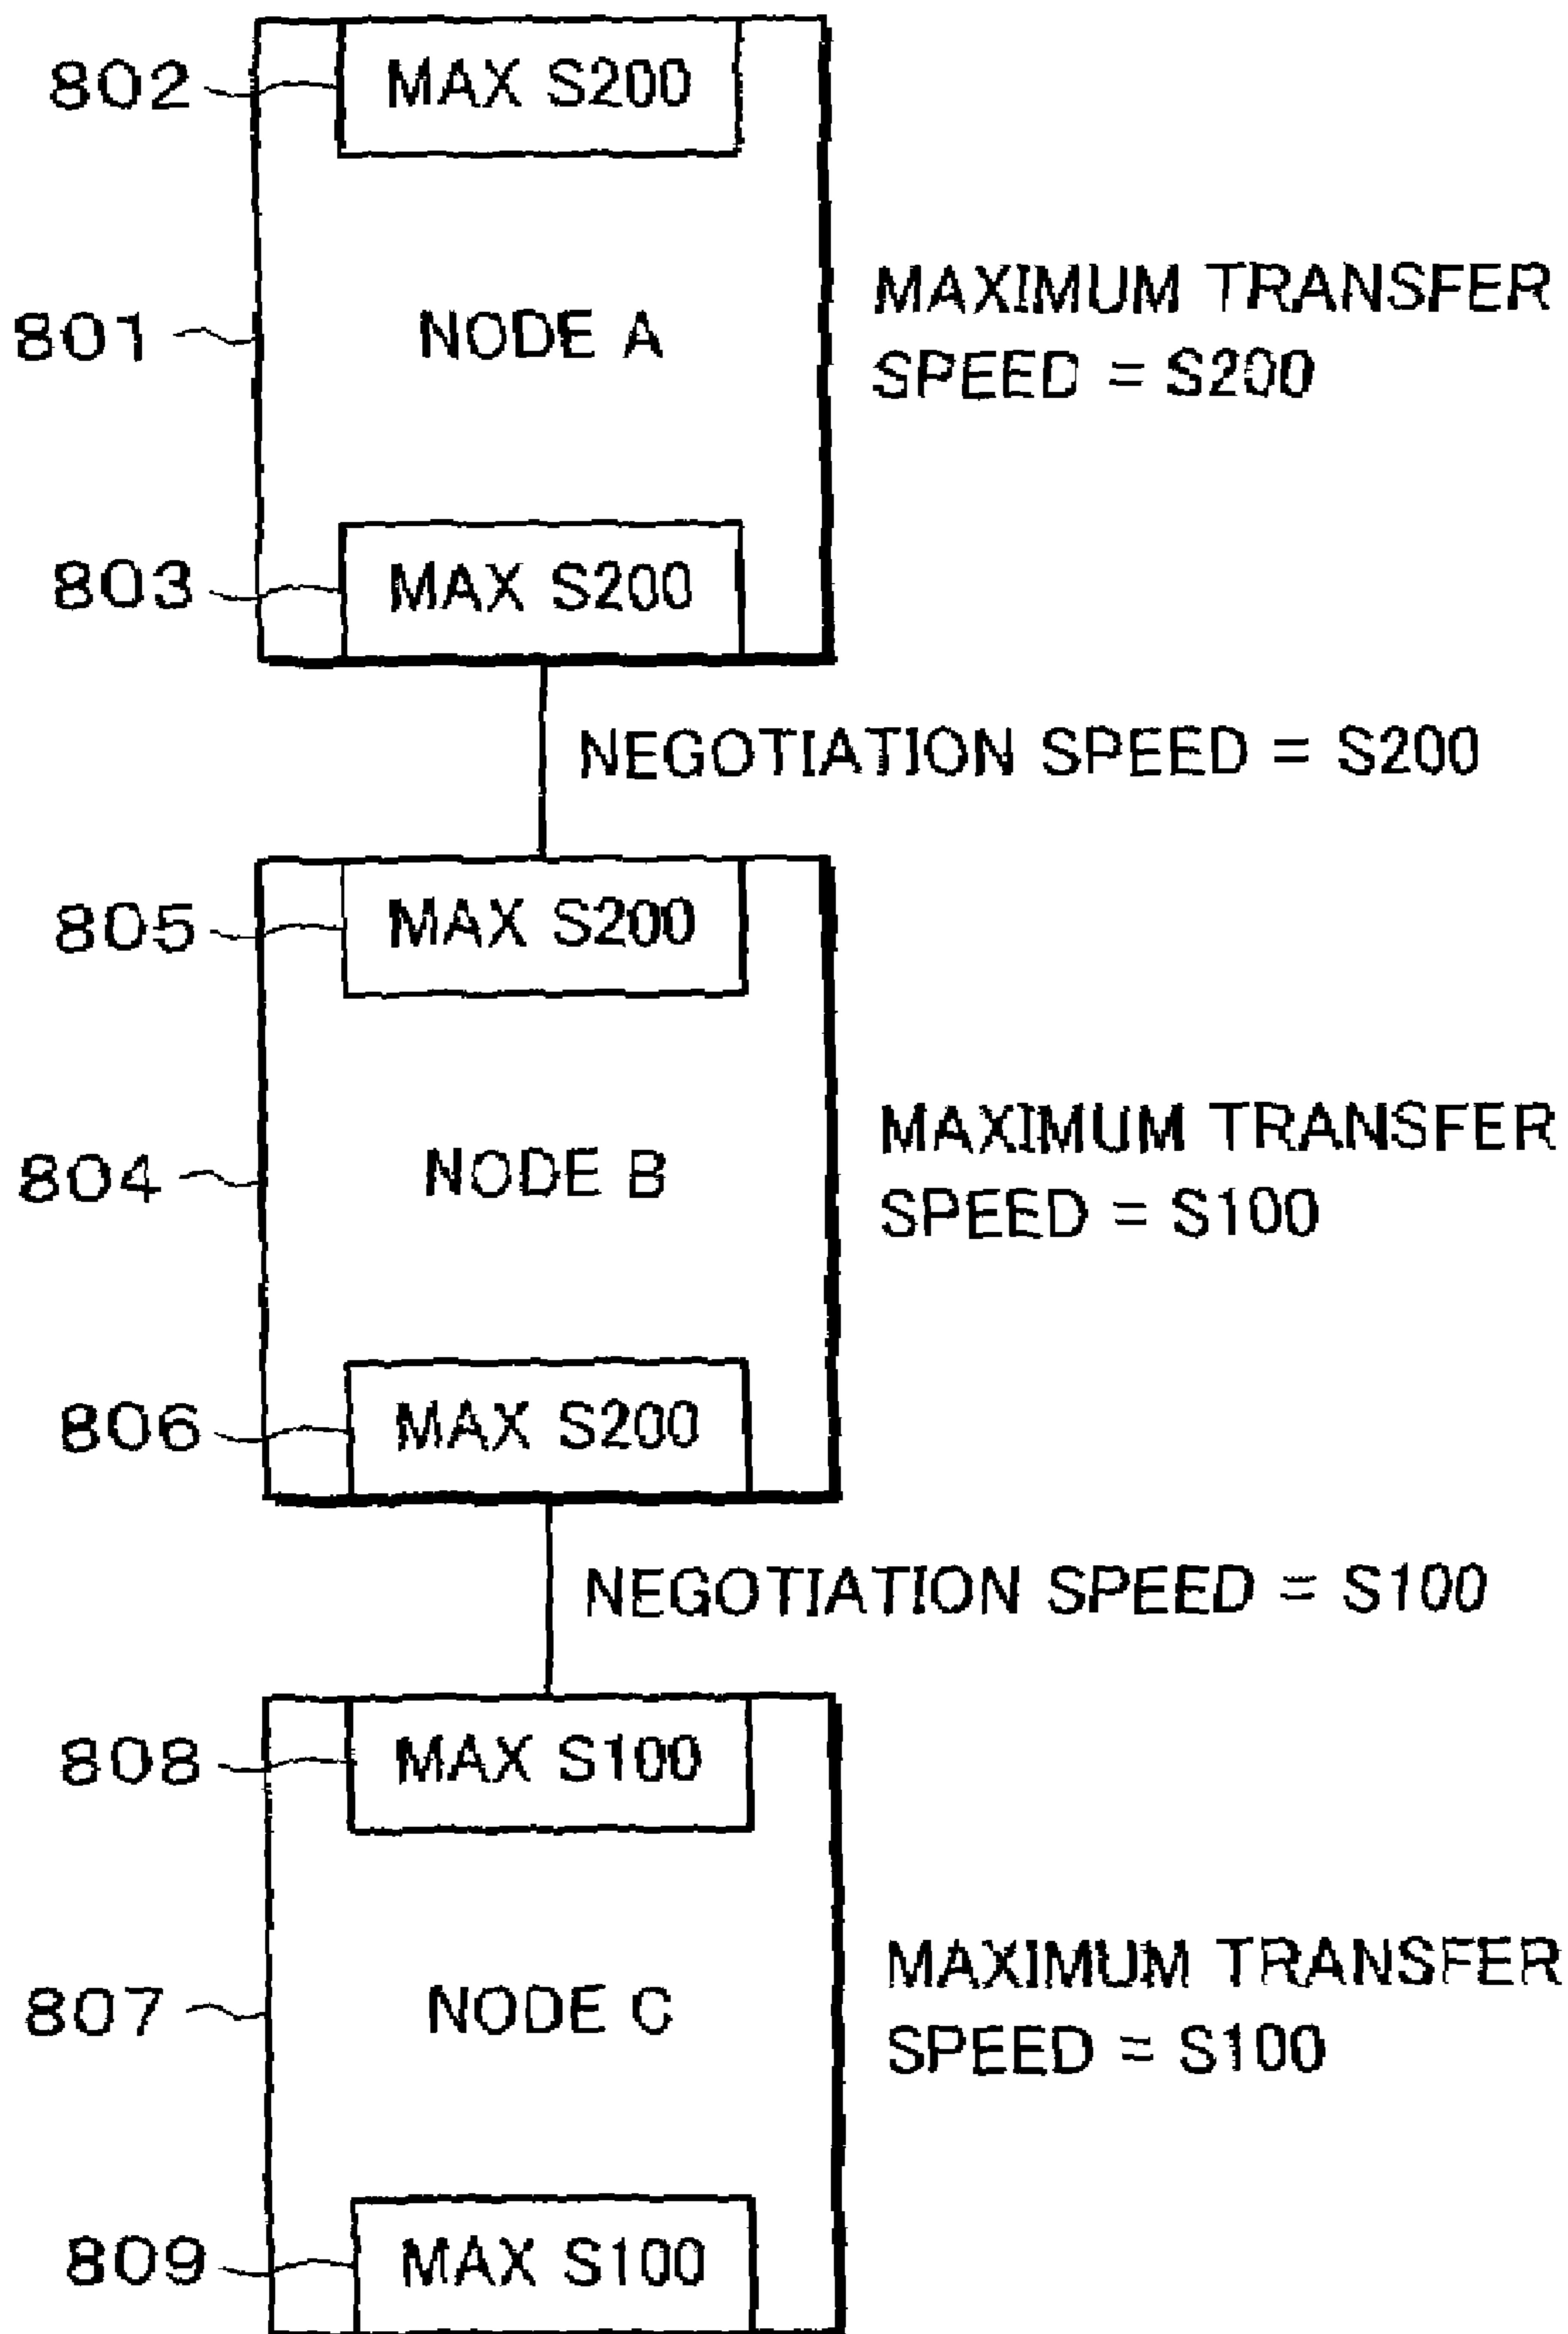 802 MAX S200
MAXIMUM TRANSFER
801 NODE A
SPEED = S200
803 MAX S200
NEGOTIATION SPEED = S200
805 MAX S200
MAXIMUM TRANSFER
804 NODE B
SPEED = S100
806 MAX S200
NEGOTIATION SPEED = S100
808 MAX S100
MAXIMUM TRANSFER
807 NODE C
SPEED = S100
809 MAX S100